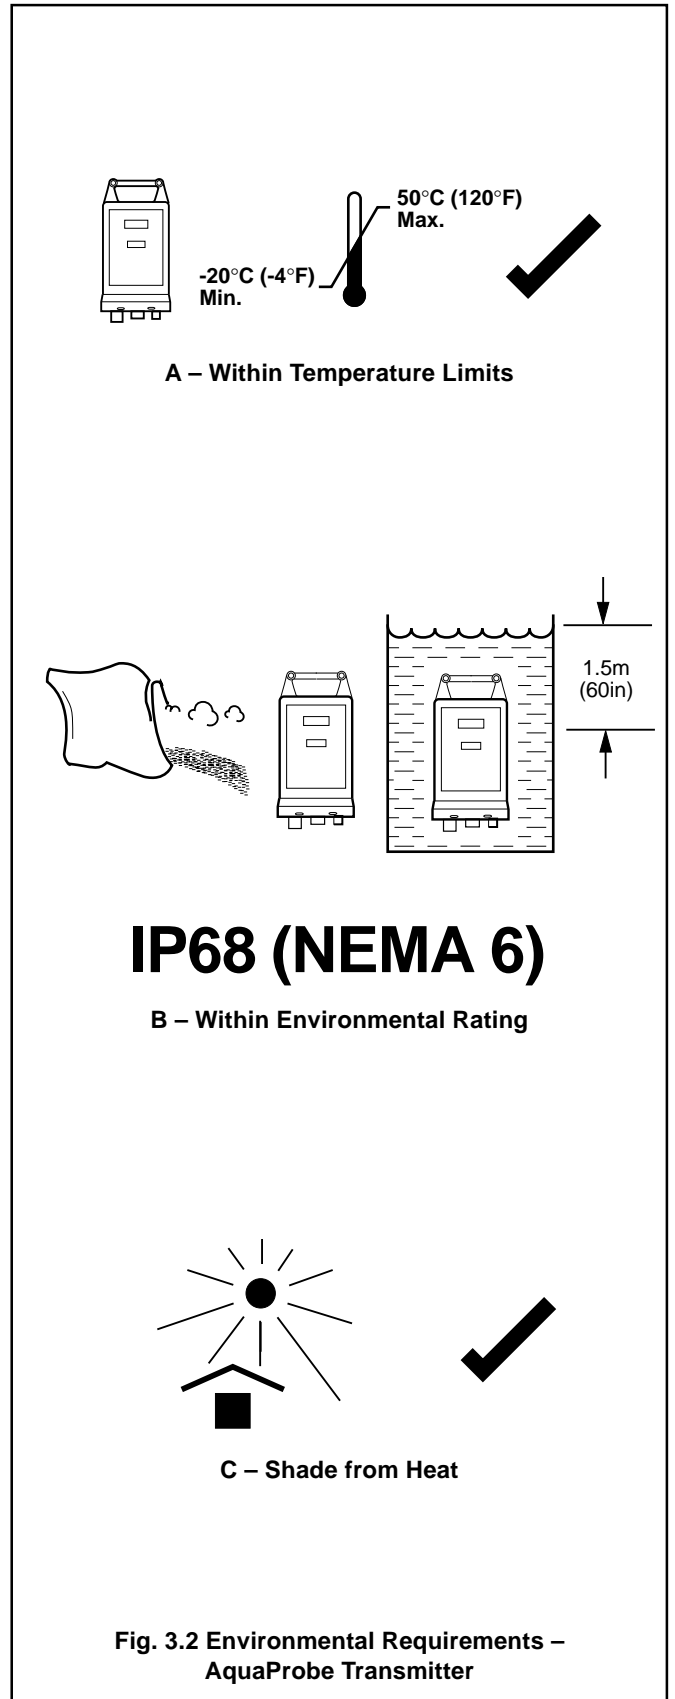 50°C (120°F)
Max.
-20°C (-4°F)
Min.
A – Within Temperature Limits
1.5m
(60in)
IP68 (NEMA 6)
B – Within Environmental Rating
C – Shade from Heat
Fig. 3.2 Environmental Requirements –
AquaProbe Transmitter